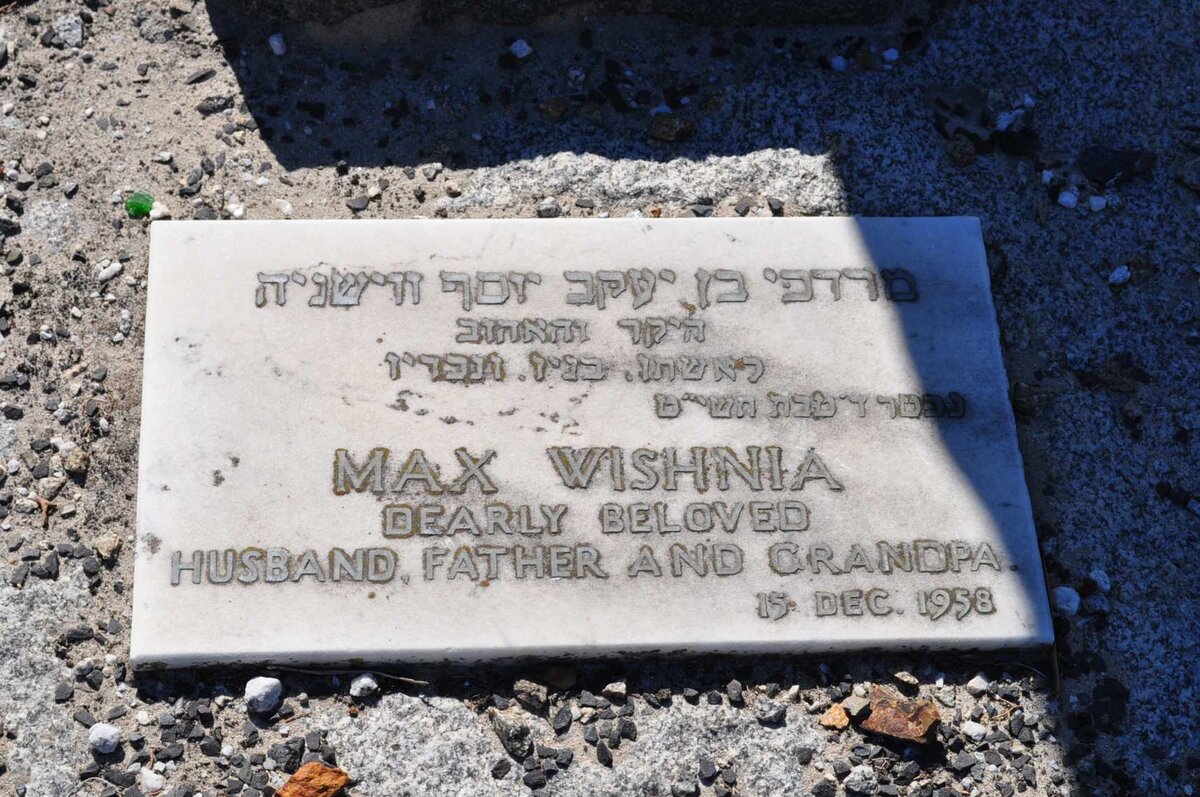 מרדכי בן יעקב יוסף ווישניה
היקר והאהוב
לאשתו. בניו. ונכדיו
נפטר ד׳ טבת תשי״ט
MAX WISHNIA
DEARLY BELOVED
HUSBAND, FATHER AND GRANDPA.
15 DEC. 1958